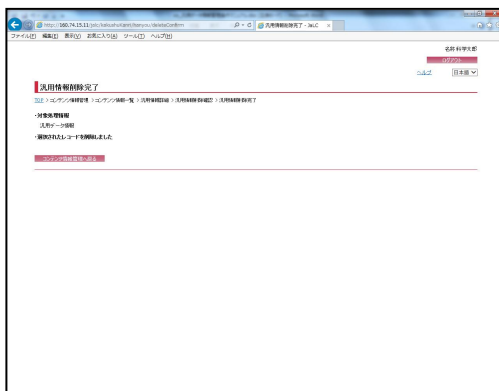 http://160.74.15.11/jalc/
汎用情報削除完了 - JaLC
ファイル(F) 編集(E) 表示(V) お気に入り(A) ツール(T) ヘルプ(H)
名前 科学太郎
ログアウト
ヘルプ 日本語
汎用情報削除完了
TOP > コンテンツ情報管理 > コンテンツ情報一覧 > 汎用情報詳細 > 汎用情報削除確認 > 汎用情報削除完了
・対象処理情報
汎用データ情報
・選択されたレコードを削除しました
コンテンツ情報管理へ戻る